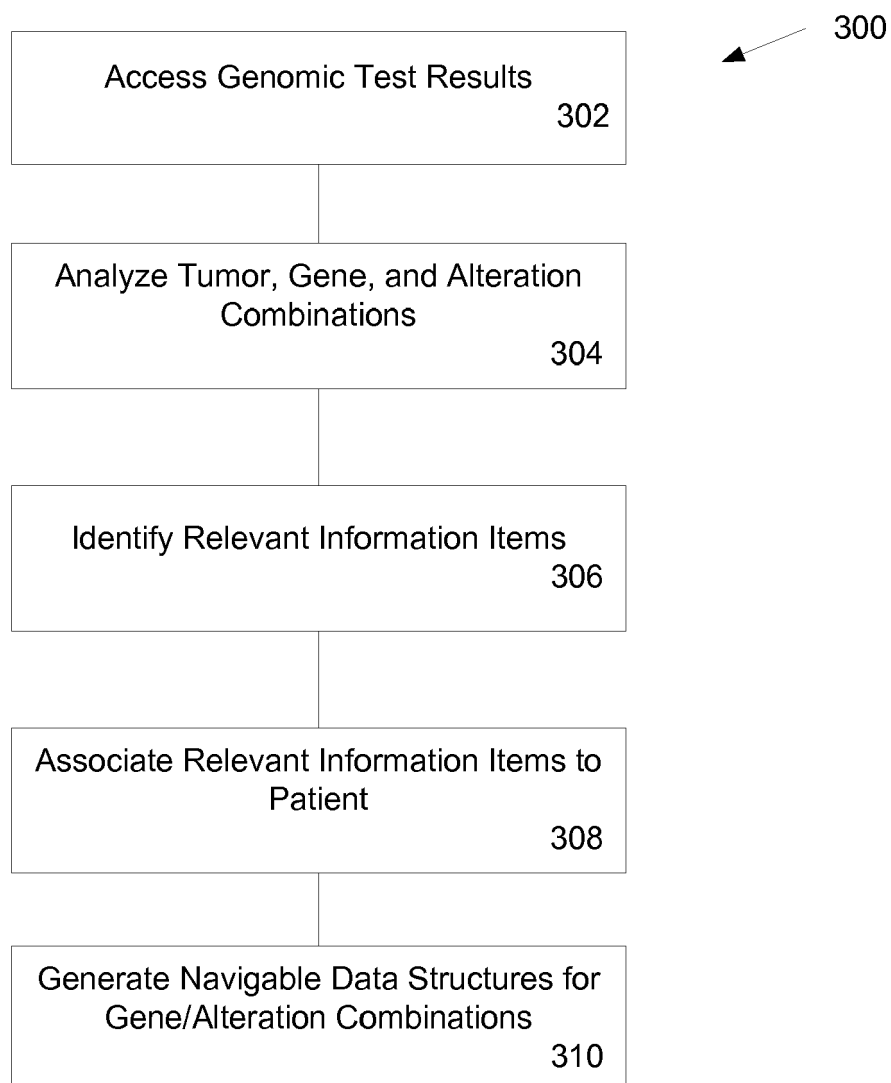 300
Access Genomic Test Results
302
Analyze Tumor, Gene, and Alteration
Combinations
304
Identify Relevant Information Items
306
Associate Relevant Information Items to
Patient
308
Generate Navigable Data Structures for
Gene/Alteration Combinations
310